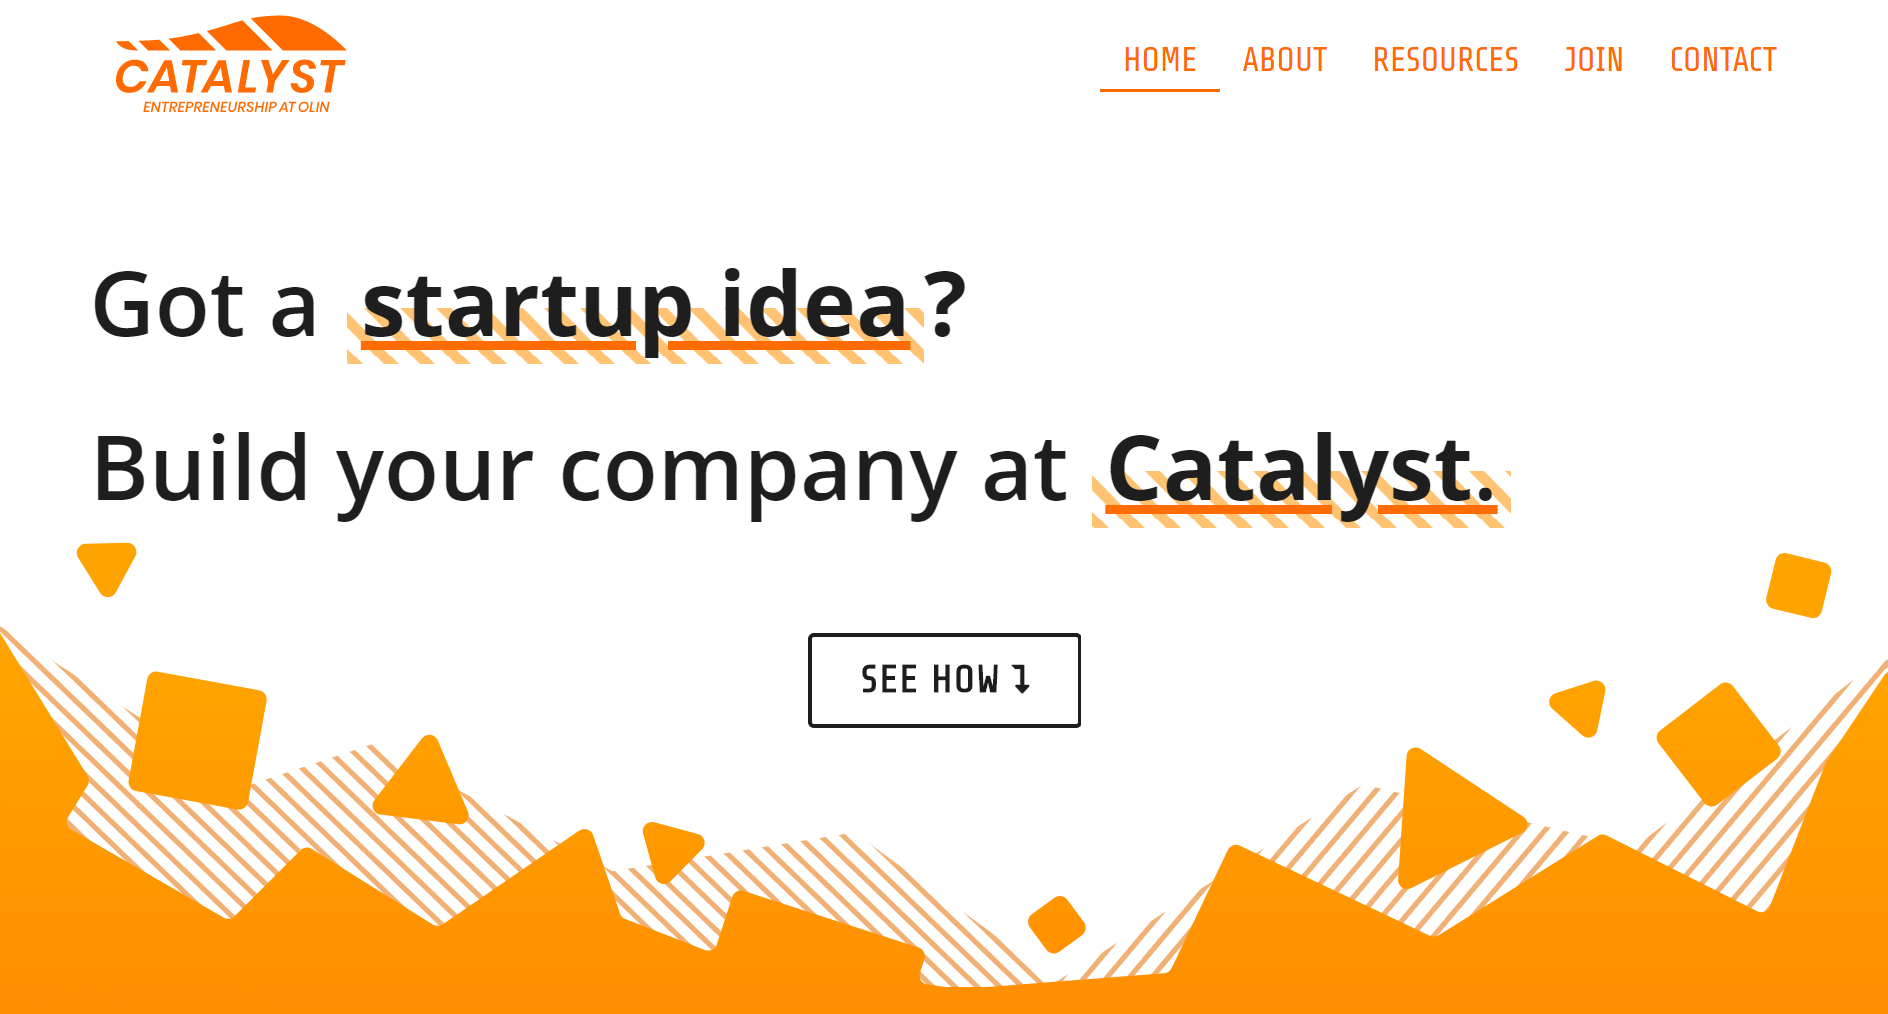 CATALYST
ENTREPRENEURSHIP AT OLIN
HOME ABOUT RESOURCES JOIN CONTACT
Got a startup idea?
Build your company at Catalyst.
SEE HOW ⮧